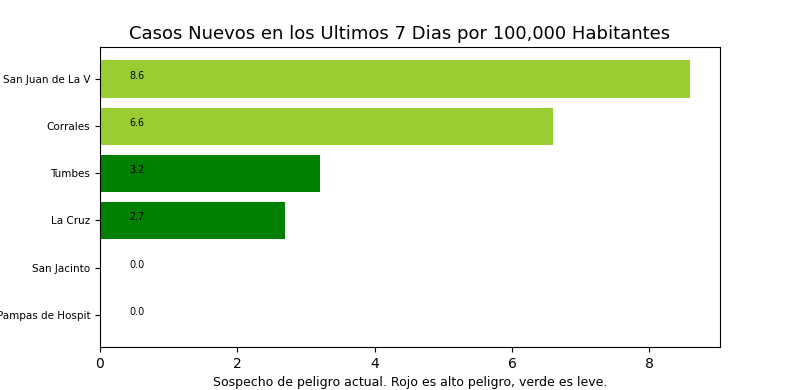 Casos Nuevos en los Ultimos 7 Dias por 100,000 Habitantes
San Juan de La V 8.6
Corrales 6.6
Tumbes 3.2
La Cruz 2.7
San Jacinto 0.0
Pampas de Hospit 0.0
0 2 4 6 8
Sospecho de peligro actual. Rojo es alto peligro, verde es leve.